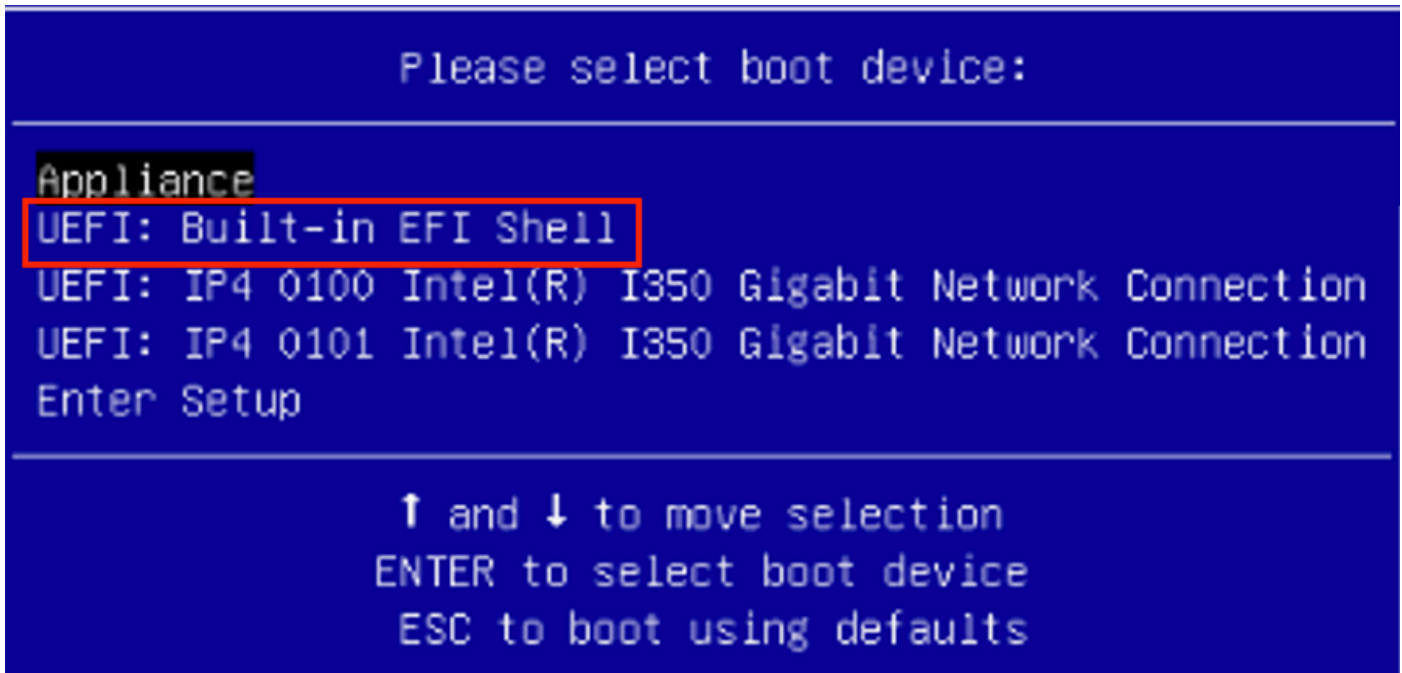 Please select boot device:
Appliance
UEFI: Built-in EFI Shell
UEFI: IP4 0100 Intel(R) I350 Gigabit Network Connection
UEFI: IP4 0101 Intel(R) I350 Gigabit Network Connection
Enter Setup
↑ and ↓ to move selection
ENTER to select boot device
ESC to boot using defaults